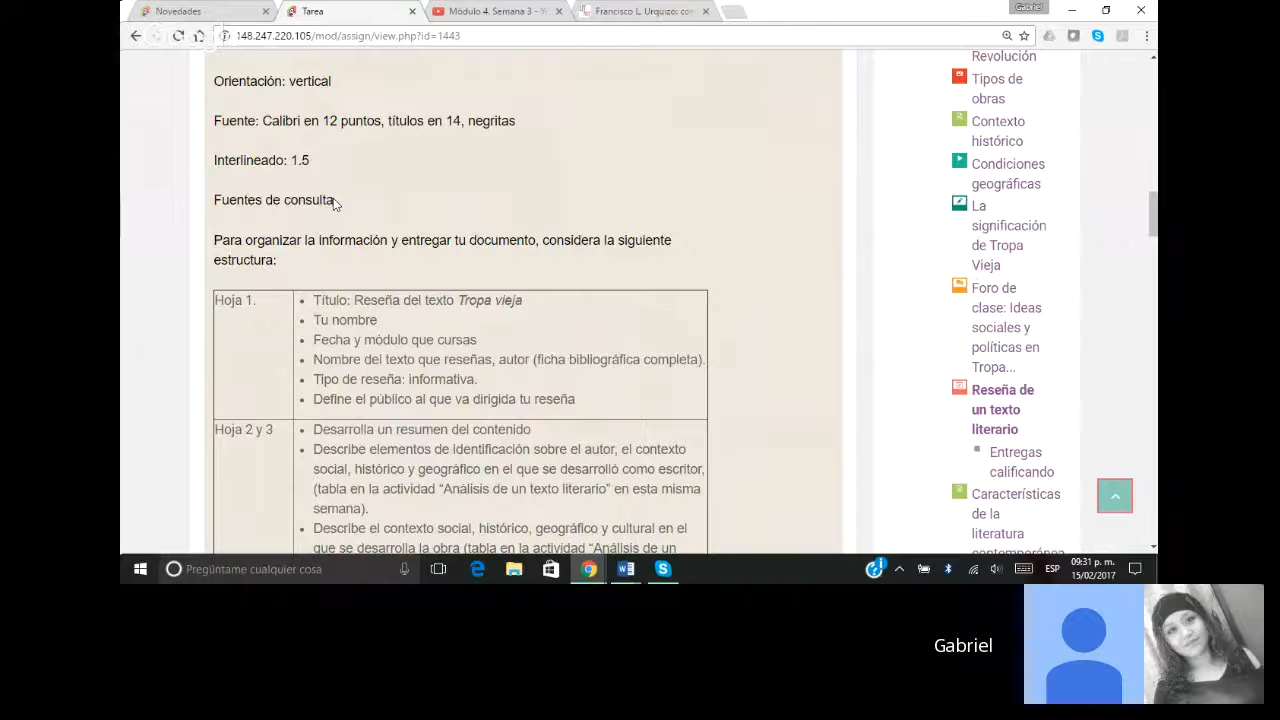 Novedades
Tarea
Módulo 4. Semana 3 - Y
Francisco L. Urquizo: co
Gabriel
148.247.220.105/mod/assign/view.php?id=1443
Orientación: vertical
Fuente: Calibri en 12 puntos, títulos en 14, negritas
Interlineado: 1.5
Fuentes de consulta
Para organizar la información y entregar tu documento, considera la siguiente
estructura:
Hoja 1.
Título: Reseña del texto Tropa vieja
Tu nombre
Fecha y módulo que cursas
Nombre del texto que reseñas, autor (ficha bibliográfica completa).
Tipo de reseña: informativa.
Define el público al que va dirigida tu reseña
Hoja 2 y 3
Desarrolla un resumen del contenido
Describe elementos de identificación sobre el autor, el contexto
social, histórico y geográfico en el que se desarrolló como escritor,
(tabla en la actividad “Análisis de un texto literario” en esta misma
semana).
Describe el contexto social, histórico, geográfico y cultural en el
que se desarrolla la obra (tabla en la actividad “Análisis de un
Revolución
Tipos de
obras
Contexto
histórico
Condiciones
geográficas
La
significación
de Tropa
Vieja
Foro de
clase: Ideas
sociales y
políticas en
Tropa...
Reseña de
un texto
literario
Entregas
calificando
Características
de la
literatura
contemporánea
Pregúntame cualquier cosa
ESP
09:31 p. m.
15/02/2017
Gabriel